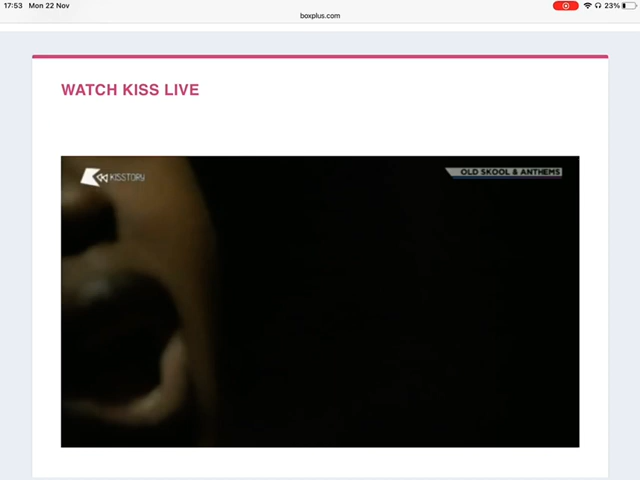 17:53 Mon 22 Nov 23%
boxplus.com
WATCH KISS LIVE
KISSTORY
OLD SKOOL & ANTHEMS